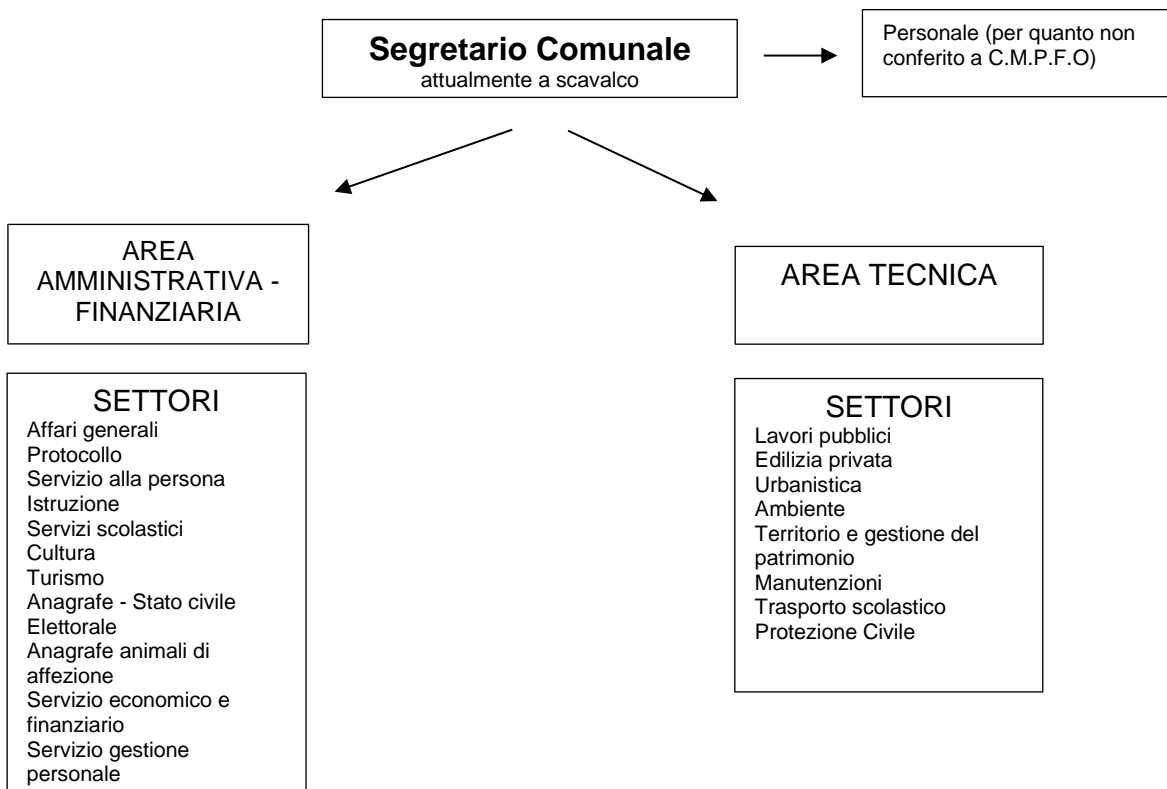 Segretario Comunale
attualmente a scavalco
Personale (per quanto non
conferito a C.M.P.F.O)
AREA
AMMINISTRATIVA -
FINANZIARIA
AREA TECNICA
SETTORI
Affari generali
Protocollo
Servizio alla persona
Istruzione
Servizi scolastici
Cultura
Turismo
Anagrafe - Stato civile
Elettorale
Anagrafe animali di
affezione
Servizio economico e
finanziario
Servizio gestione
personale
SETTORI
Lavori pubblici
Edilizia privata
Urbanistica
Ambiente
Territorio e gestione del
patrimonio
Manutenzioni
Trasporto scolastico
Protezione Civile